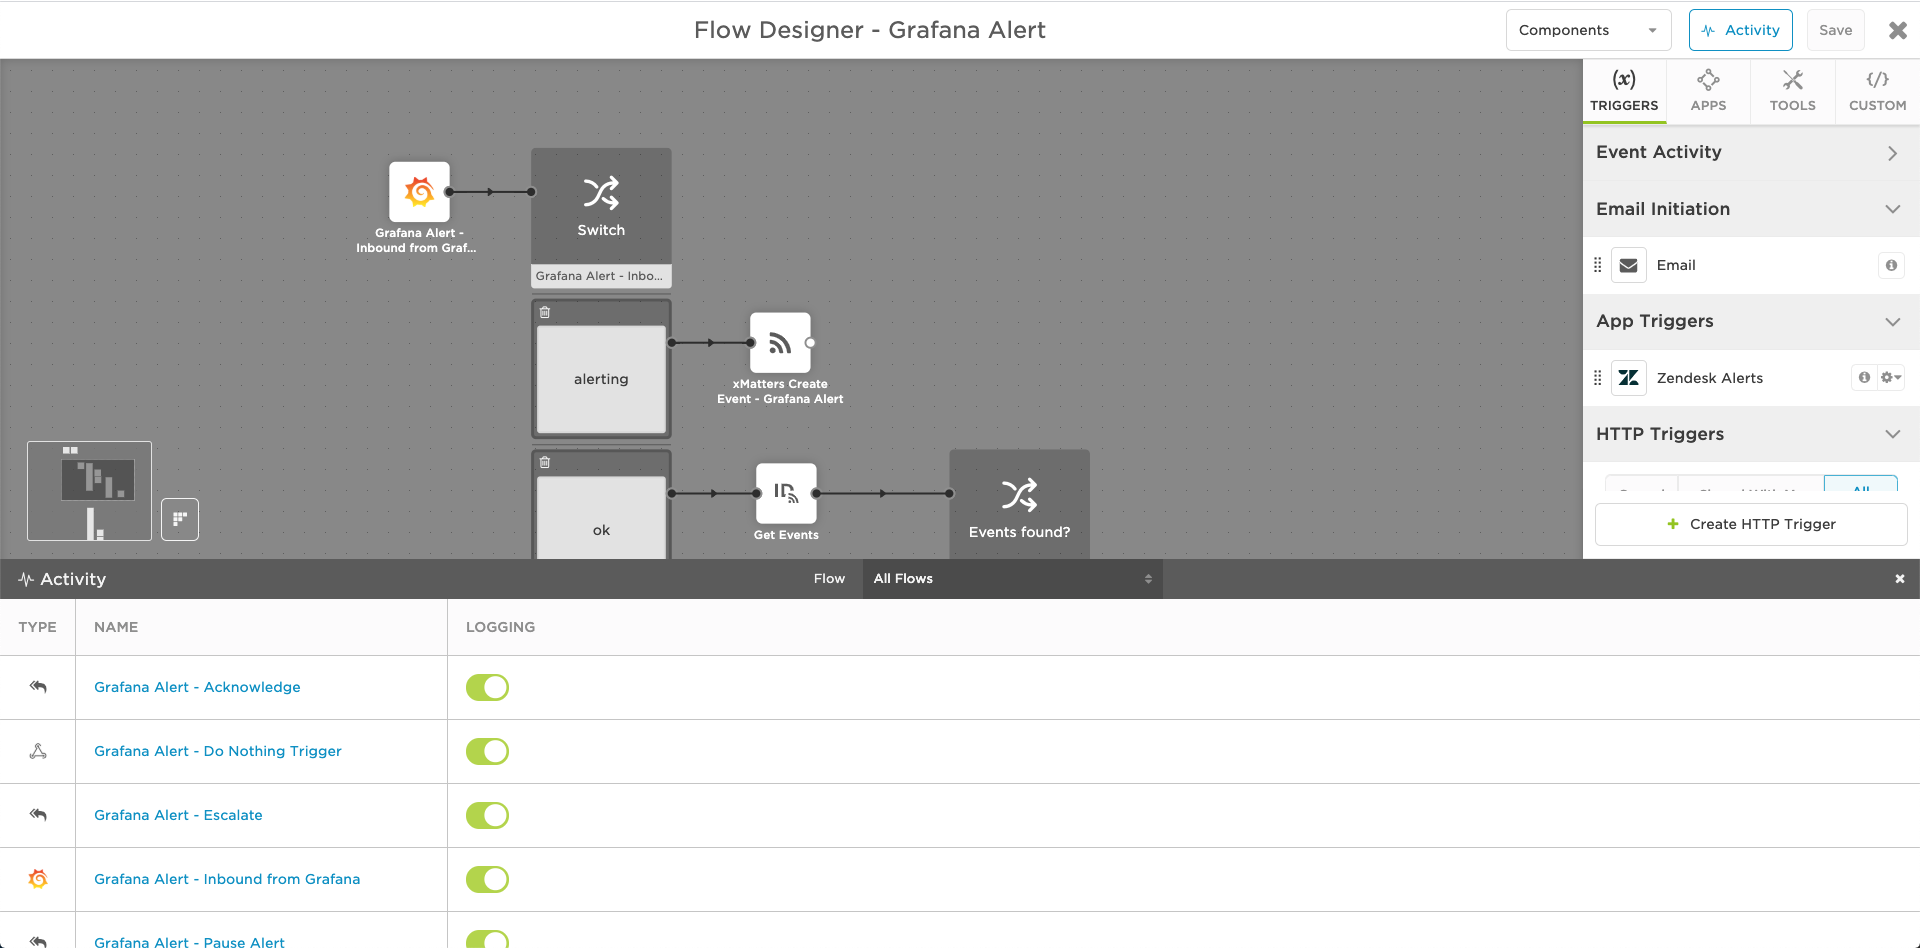 Flow Designer - Grafana Alert
Components
Activity
Save
(x)
TRIGGERS
APPS
TOOLS
{/}
CUSTOM
Event Activity
Email Initiation
Email
App Triggers
Zendesk Alerts
HTTP Triggers
All
+ Create HTTP Trigger
Grafana Alert -
Inbound from Graf...
Switch
Grafana Alert - Inbo...
alerting
xMatters Create
Event - Grafana Alert
ok
Get Events
Events found?
Activity
Flow
All Flows
TYPE
NAME
LOGGING
Grafana Alert - Acknowledge
Grafana Alert - Do Nothing Trigger
Grafana Alert - Escalate
Grafana Alert - Inbound from Grafana
Grafana Alert - Pause Alert